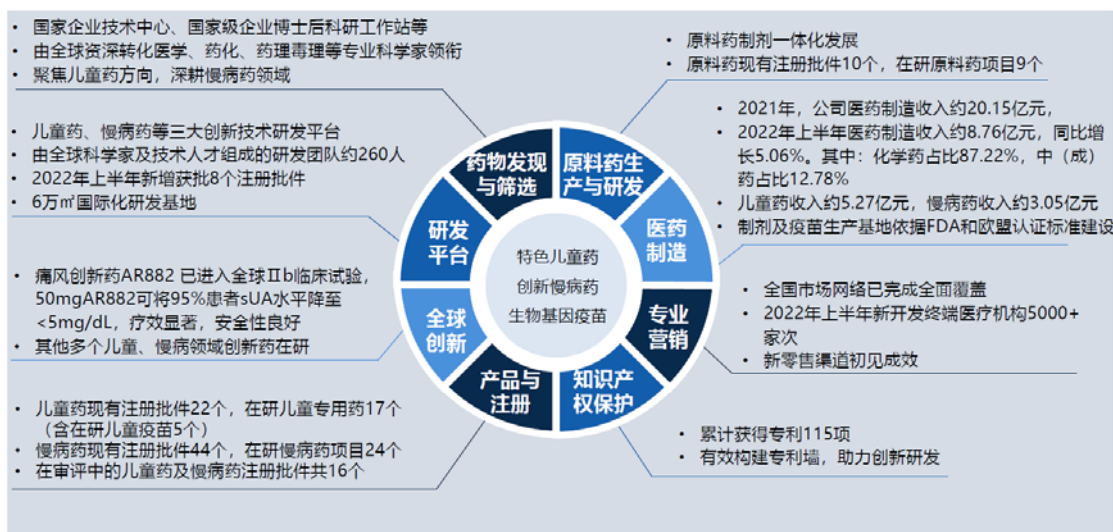 • 国家企业技术中心、国家级企业博士后科研工作站等
• 由全球资深转化医学、药化、药理毒理等专业科学家领衔
• 聚焦儿童药方向，深耕慢病药领域
• 儿童药、慢病药等三大创新技术研发平台
• 由全球科学家及技术人才组成的研发团队约260人
• 2022年上半年新增获批8个注册批件
• 6万㎡国际化研发基地
• 痛风创新药AR882 已进入全球Ⅱb临床试验，
50mgAR882可将95%患者sUA水平降至
<5mg/dL，疗效显著，安全性良好
• 其他多个儿童、慢病领域创新药在研
• 儿童药现有注册批件22个，在研儿童专用药17个
（含在研儿童疫苗5个）
• 慢病药现有注册批件44个，在研慢病药项目24个
• 在审评中的儿童药及慢病药注册批件共16个
药物发现
与筛选
原料药生
产与研发
研发
平台
医药
制造
全球
创新
专业
营销
产品与
注册
知识产
权保护
特色儿童药
创新慢病药
生物基因疫苗
• 原料药制剂一体化发展
• 原料药现有注册批件10个，在研原料药项目9个
• 2021年，公司医药制造收入约20.15亿元，
• 2022年上半年医药制造收入约8.76亿元，同比增
长5.06%。其中：化学药占比87.22%，中（成）
药占比12.78%
• 儿童药收入约5.27亿元，慢病药收入约3.05亿元
• 制剂及疫苗生产基地依据FDA和欧盟认证标准建设
• 全国市场网络已完成全面覆盖
• 2022年上半年新开发终端医疗机构5000+
家次
• 新零售渠道初见成效
• 累计获得专利115项
• 有效构建专利墙，助力创新研发